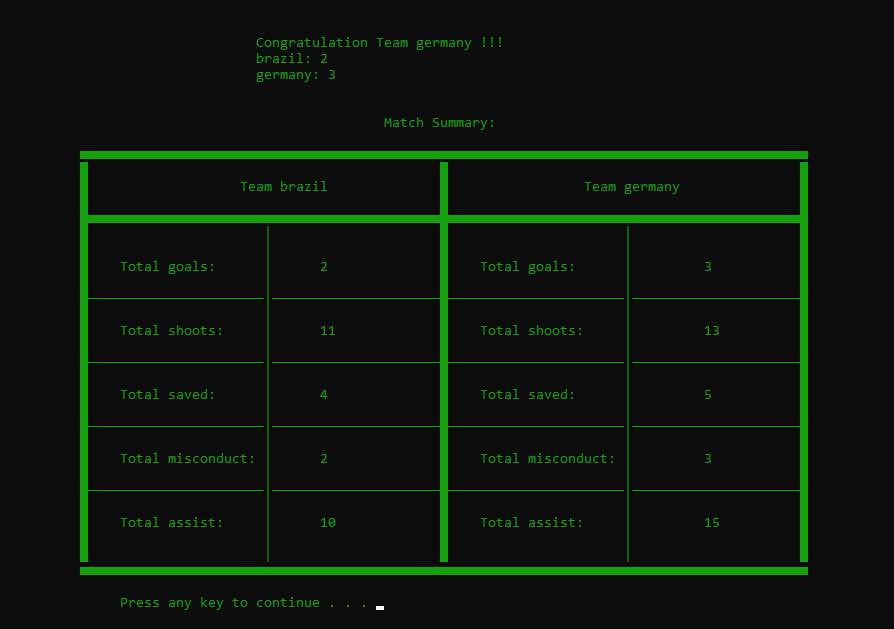 Congratulation Team germany !!!
brazil: 2
germany: 3
Match Summary:
Team brazil Team germany
Total goals: 2 Total goals: 3
Total shoots: 11 Total shoots: 13
Total saved: 4 Total saved: 5
Total misconduct: 2 Total misconduct: 3
Total assist: 10 Total assist: 15
Press any key to continue . . .